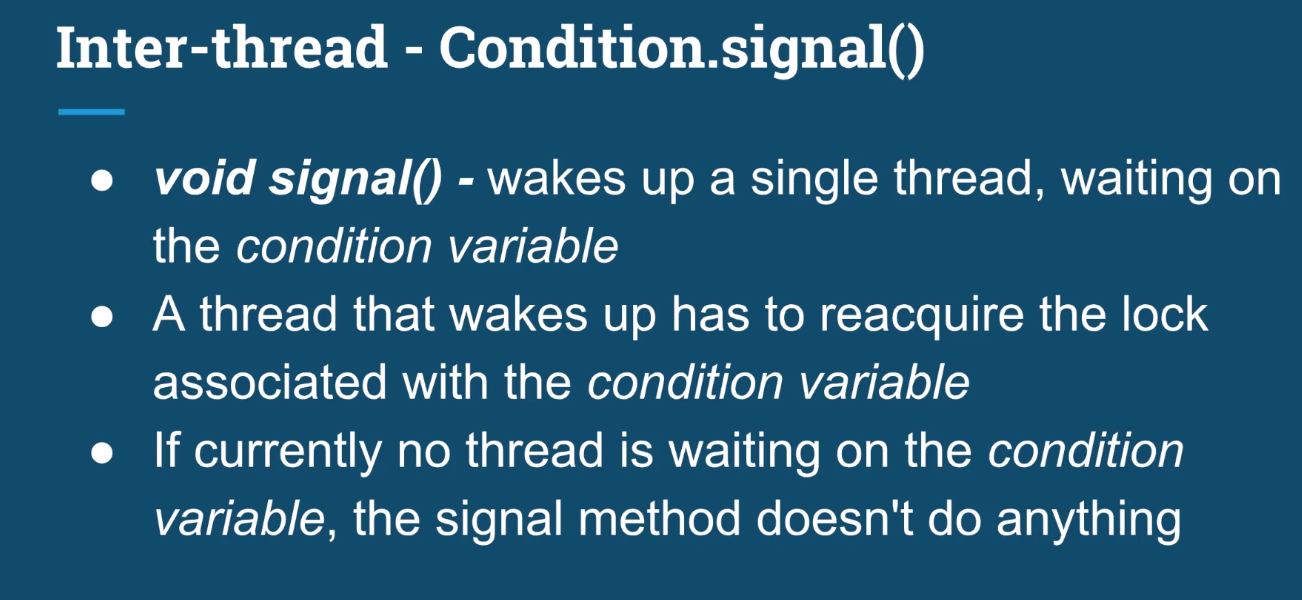 Inter-thread - Condition.signal()
● void signal() - wakes up a single thread, waiting on
the condition variable
● A thread that wakes up has to reacquire the lock
associated with the condition variable
● If currently no thread is waiting on the condition
variable, the signal method doesn't do anything